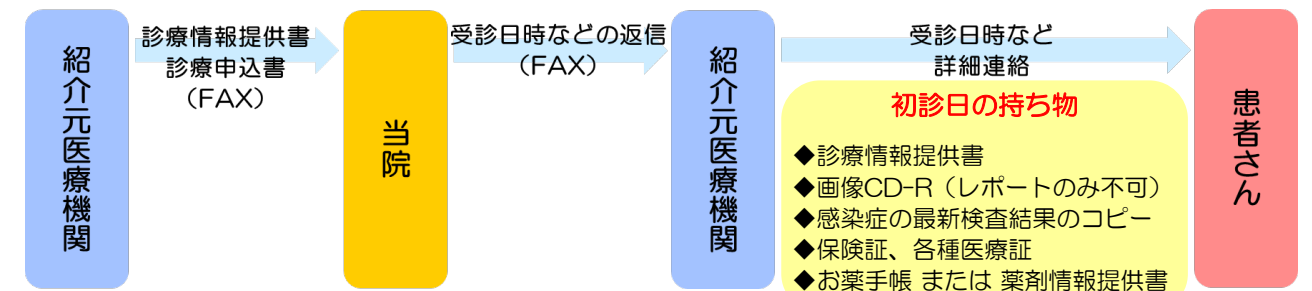 紹介元医療機関
診療情報提供書
診療申込書
（FAX）
当院
受診日時などの返信
（FAX）
紹介元医療機関
受診日時など
詳細連絡
初診日の持ち物
◆診療情報提供書
◆画像CD-R（レポートのみ不可）
◆感染症の最新検査結果のコピー
◆保険証、各種医療証
◆お薬手帳 または 薬剤情報提供書
患者さん